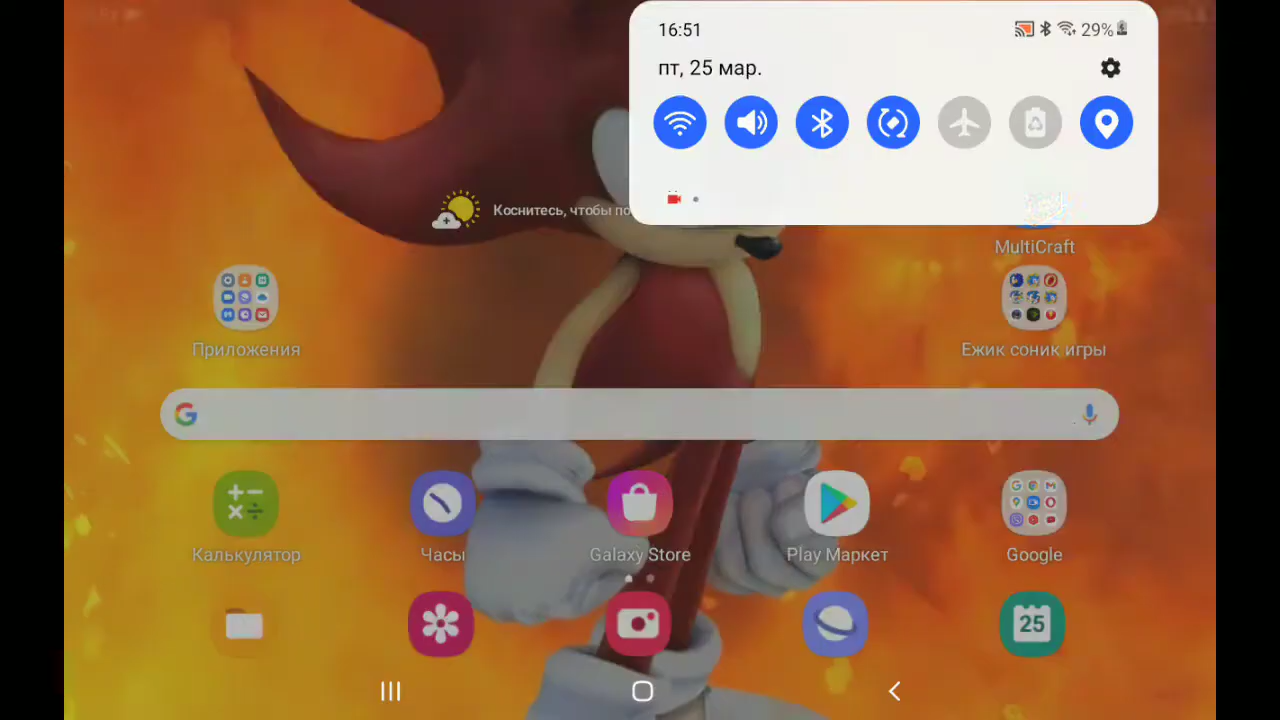 16:51
29%
пт, 25 мар.
Коснитесь, чтобы по
MultiCraft
Приложения
Ежик соник игры
Калькулятор
Часы
Galaxy Store
Play Маркет
Google
25